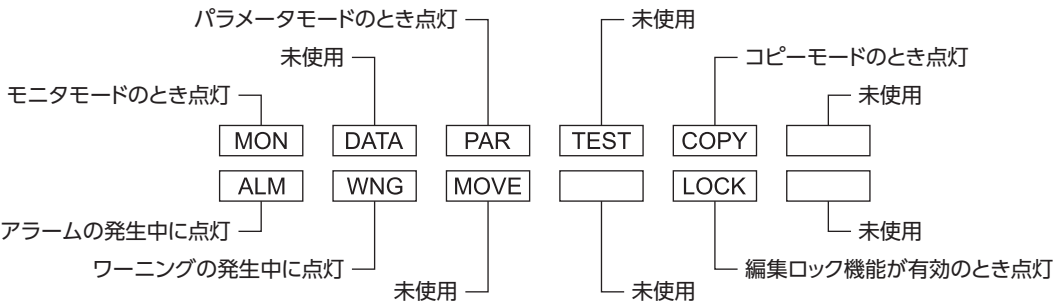 パラメータモードのとき点灯
未使用
未使用
コピーモードのとき点灯
モニタモードのとき点灯
未使用
MON DATA PAR TEST COPY
ALM WNG MOVE LOCK
アラームの発生中に点灯
未使用
ワーニングの発生中に点灯
編集ロック機能が有効のとき点灯
未使用
未使用